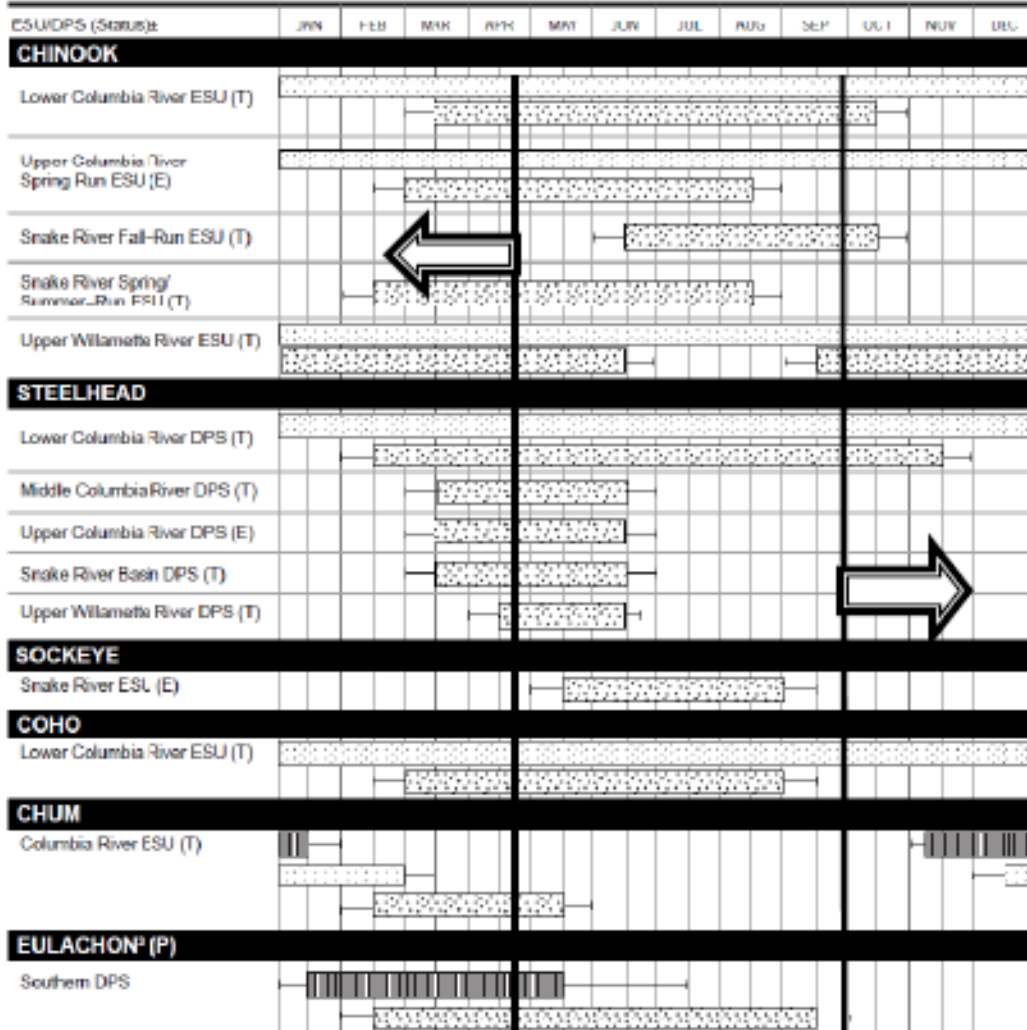 ESU/DPS (Status)± JAN FEB MAR APR MAY JUN JUL AUG SEP OCT NOV DEC
CHINOOK
Lower Columbia River ESU (T)
Upper Columbia River
Spring Run ESU (E)
Snake River Fall-Run ESU (T)
Snake River Spring/
Summer-Run ESU (T)
Upper Willamette River ESU (T)
STEELHEAD
Lower Columbia River DPS (T)
Middle Columbia River DPS (T)
Upper Columbia River DPS (E)
Snake River Basin DPS (T)
Upper Willamette River DPS (T)
SOCKEYE
Snake River ESU (E)
COHO
Lower Columbia River ESU (T)
CHUM
Columbia River ESU (T)
EULACHON³ (P)
Southern DPS